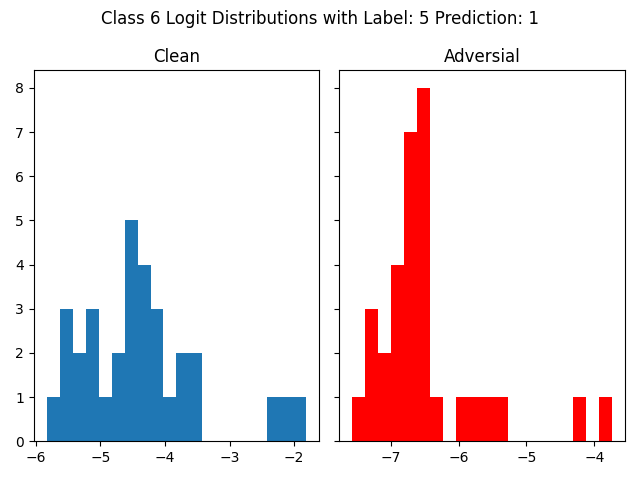 Class 6 Logit Distributions with Label: 5 Prediction: 1
Clean
Adversial
8
7
6
5
4
3
2
1
0
−6 −5 −4 −3 −2
−7 −6 −5 −4